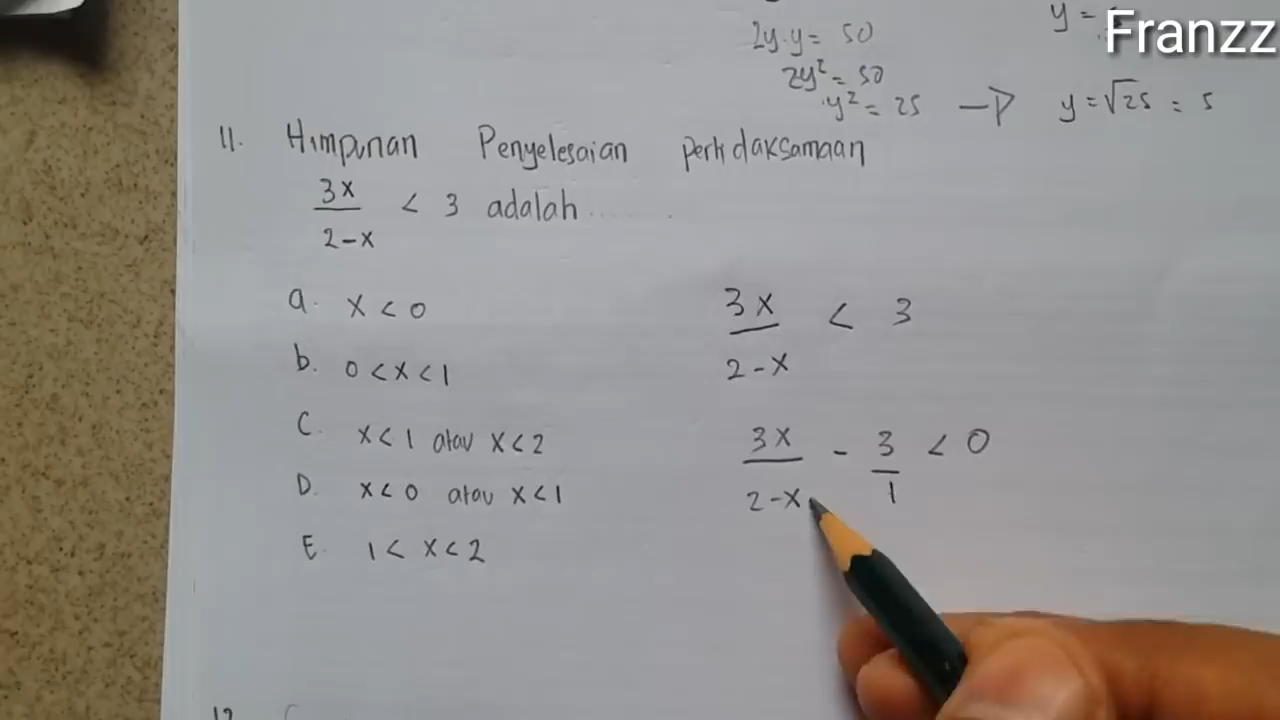 2y.y = 50
2y² = 50
y² = 25 → y = √25 = 5
y =
Franzz
11. Himpunan Penyelesaian pertidaksamaan
3x
2-x
< 3 adalah .......
a. x < 0
b. 0 < x < 1
C. x < 1 atau x < 2
D. x < 0 atau x < 1
E. 1 < x < 2
3x
2-x
< 3
3x
2-x
- 3
1
< 0
12.